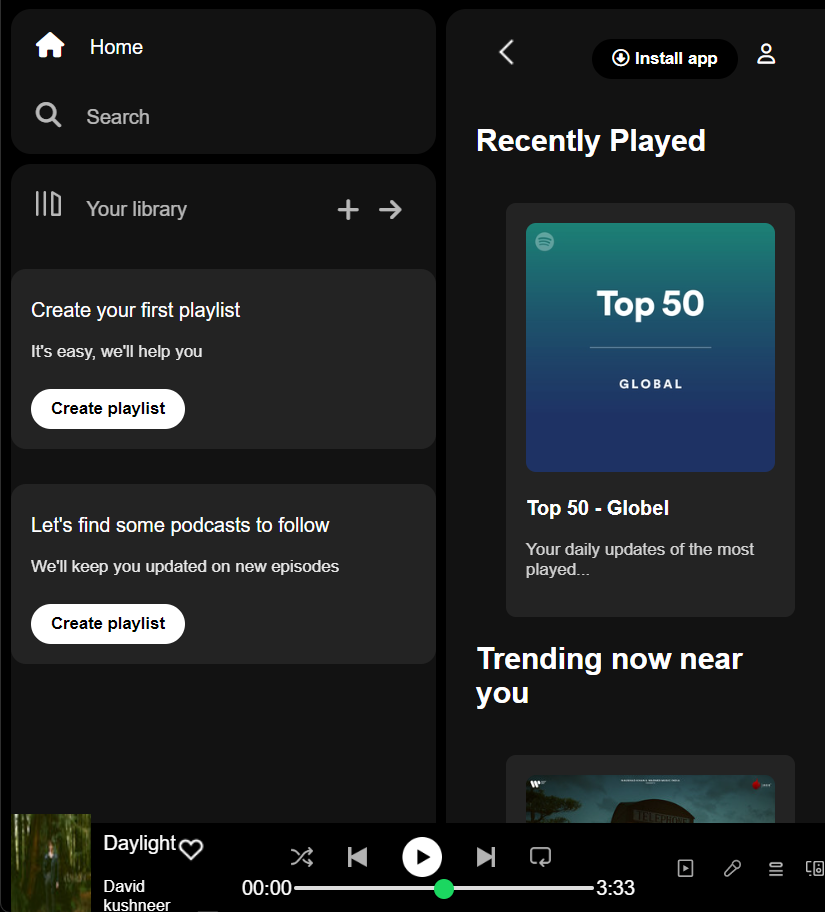 Home
Search
Your library
Create your first playlist
It's easy, we'll help you
Create playlist
Let's find some podcasts to follow
We'll keep you updated on new episodes
Create playlist
Install app
Recently Played
Top 50
GLOBAL
Top 50 - Globel
Your daily updates of the most
played...
Trending now near
you
TELEPHONE
Daylight
David
kushneer
00:00
3:33